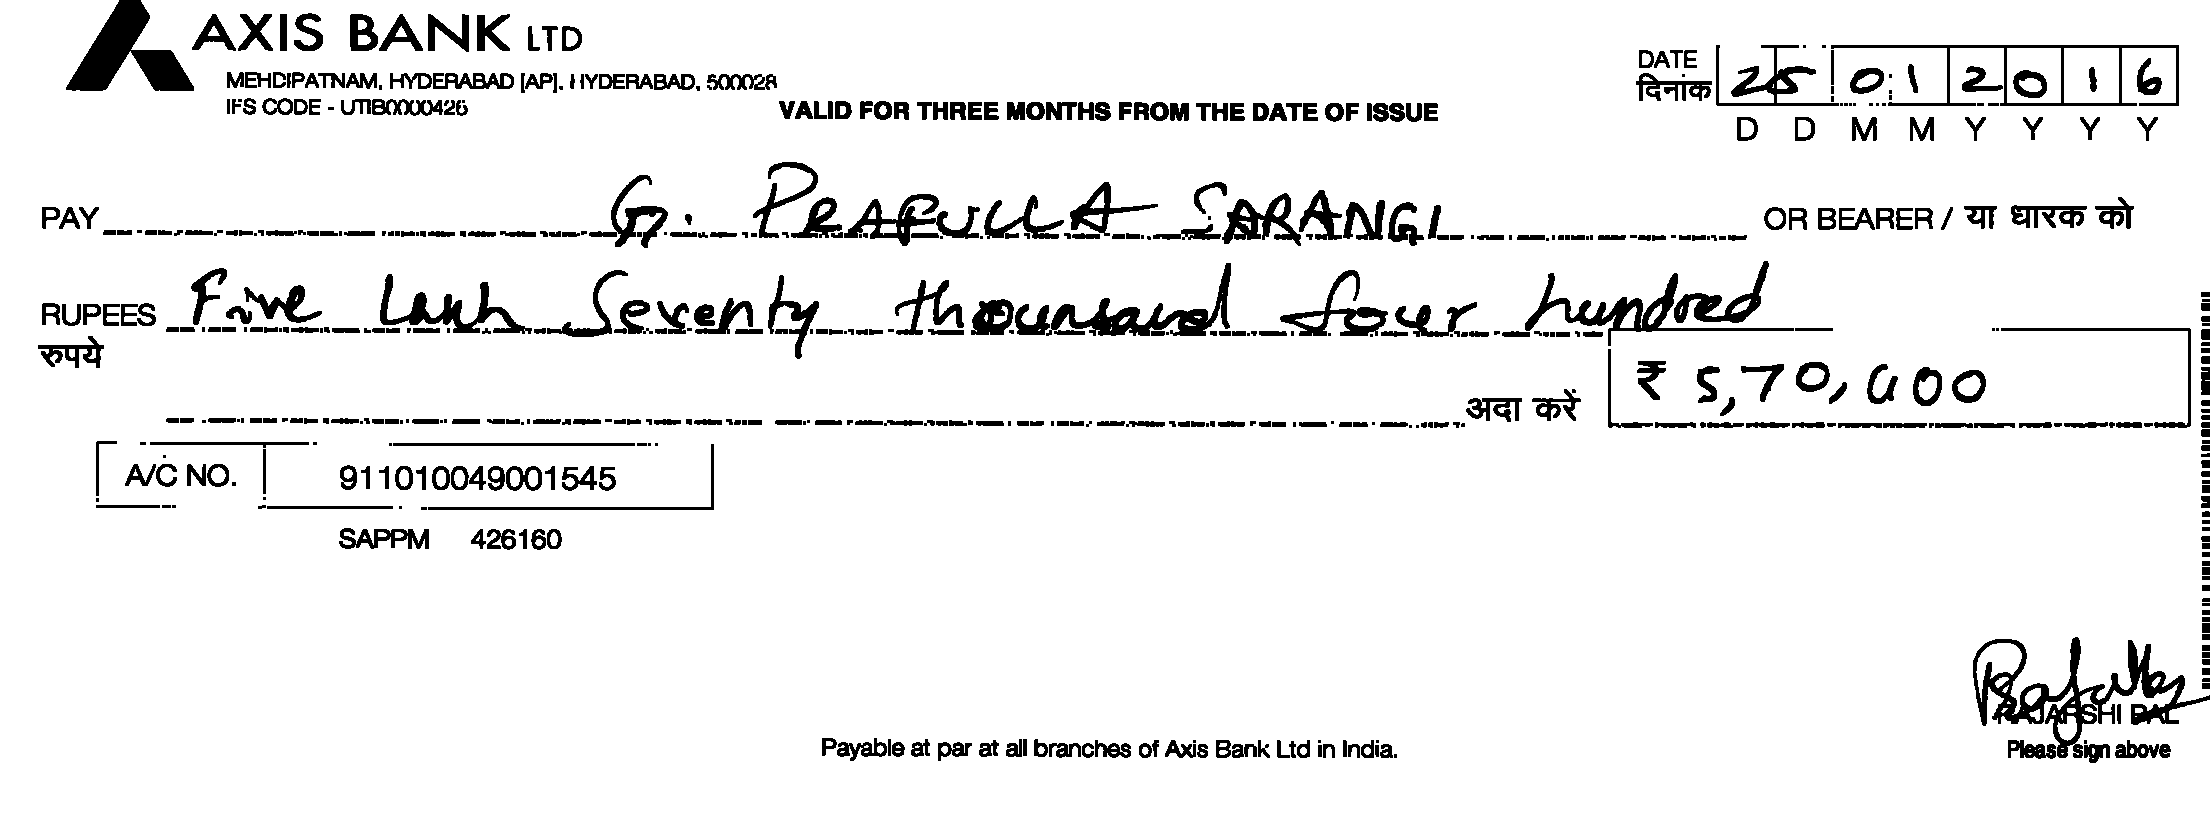 AXIS BANK LTD
MEHDIPATNAM, HYDERABAD [AP], HYDERABAD, 500028
IFS CODE - UTIB0000426
VALID FOR THREE MONTHS FROM THE DATE OF ISSUE
DATE
दिनांक 25 01 2016
D D M M Y Y Y Y
PAY G. PRAFULLA SARANGI OR BEARER / या धारक को
RUPEES Five Lakh Seventy thousand four hundred
रुपये
अदा करें ₹ 5,70,400
A/C NO. 911010049001545
SAPPM 426160
RAJARSHI PAL
Payable at par at all branches of Axis Bank Ltd in India.
Please sign above